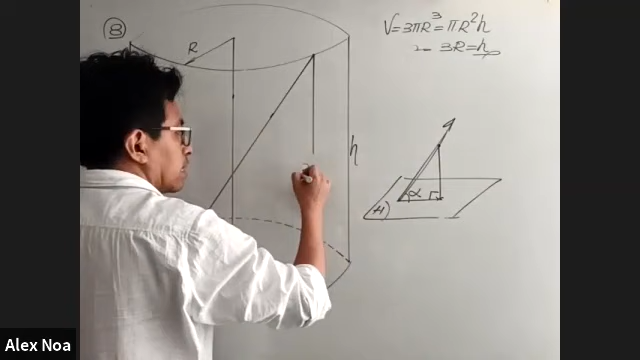 8
R
V=3πR³=πR²h
3R=h
h
H)
α
Alex Noa